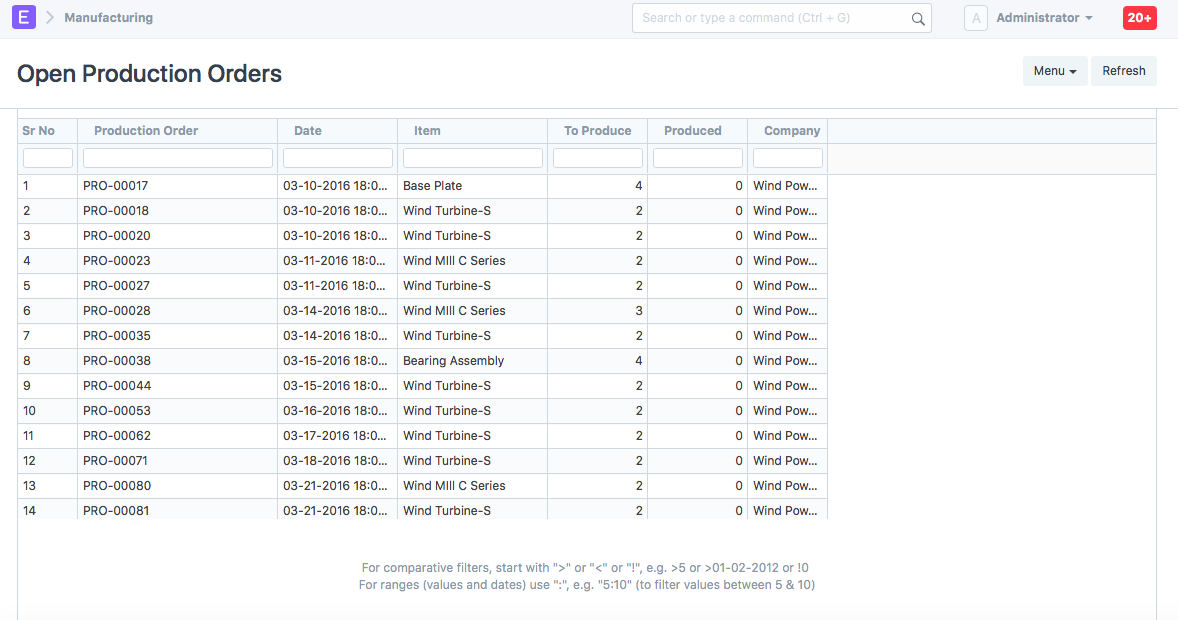 E Manufacturing Search or type a command (Ctrl + G) A Administrator 20+
Open Production Orders Menu Refresh
Sr No Production Order Date Item To Produce Produced Company
1 PRO-00017 03-10-2016 18:0... Base Plate 4 0 Wind Pow...
2 PRO-00018 03-10-2016 18:0... Wind Turbine-S 2 0 Wind Pow...
3 PRO-00020 03-10-2016 18:0... Wind Turbine-S 2 0 Wind Pow...
4 PRO-00023 03-11-2016 18:0... Wind MIll C Series 2 0 Wind Pow...
5 PRO-00027 03-11-2016 18:0... Wind Turbine-S 2 0 Wind Pow...
6 PRO-00028 03-14-2016 18:0... Wind MIll C Series 3 0 Wind Pow...
7 PRO-00035 03-14-2016 18:0... Wind Turbine-S 2 0 Wind Pow...
8 PRO-00038 03-15-2016 18:0... Bearing Assembly 4 0 Wind Pow...
9 PRO-00044 03-15-2016 18:0... Wind Turbine-S 2 0 Wind Pow...
10 PRO-00053 03-16-2016 18:0... Wind Turbine-S 2 0 Wind Pow...
11 PRO-00062 03-17-2016 18:0... Wind Turbine-S 2 0 Wind Pow...
12 PRO-00071 03-18-2016 18:0... Wind Turbine-S 2 0 Wind Pow...
13 PRO-00080 03-21-2016 18:0... Wind MIll C Series 2 0 Wind Pow...
14 PRO-00081 03-21-2016 18:0... Wind Turbine-S 2 0 Wind Pow...
For comparative filters, start with ">" or "<" or "!", e.g. >5 or >01-02-2012 or !0
For ranges (values and dates) use ":", e.g. "5:10" (to filter values between 5 & 10)